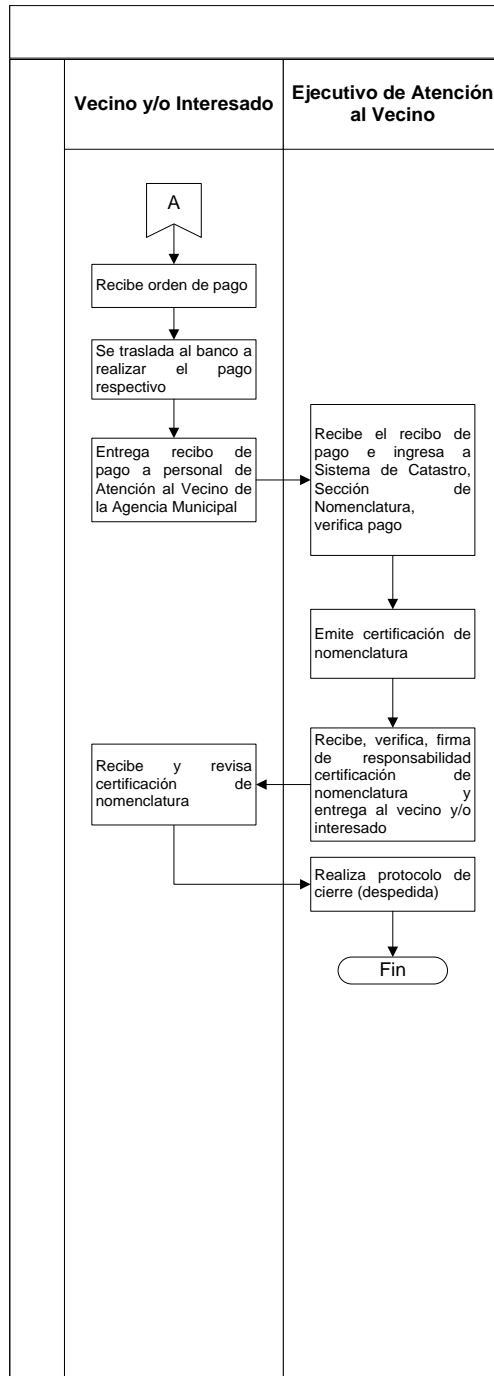 Vecino y/o Interesado
Ejecutivo de Atención
al Vecino
A
Recibe orden de pago
Se traslada al banco a
realizar el pago
respectivo
Entrega recibo de
pago a personal de
Atención al Vecino de
la Agencia Municipal
Recibe el recibo de
pago e ingresa a
Sistema de Catastro,
Sección de
Nomenclatura,
verifica pago
Emite certificación de
nomenclatura
Recibe, verifica, firma
de responsabilidad
certificación de
nomenclatura y
entrega al vecino y/o
interesado
Recibe y revisa
certificación de
nomenclatura
Realiza protocolo de
cierre (despedida)
Fin